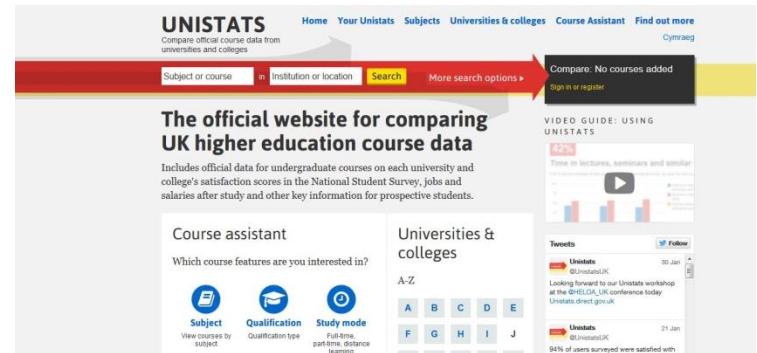 UNISTATS
Compare official course data from
universities and colleges
Home Your Unistats Subjects Universities & colleges Course Assistant Find out more
Cymraeg
Subject or course in Institution or location Search More search options
Compare: No courses added
Sign in or register
The official website for comparing
UK higher education course data
Includes official data for undergraduate courses on each university and
college's satisfaction scores in the National Student Survey, jobs and
salaries after study and other key information for prospective students.
VIDEO GUIDE: USING
UNISTATS
42%
Time in lectures, seminars and similar
Course assistant
Which course features are you interested in?
Subject
View courses by
subject
Qualification
Qualification type
Study mode
Full-time,
part-time, distance
learning
Universities &
colleges
A-Z
A B C D E
F G H I J
Tweets Follow
Unistats 30 Jan
@UnistatsUK
Looking forward to our Unistats workshop
at the @HELOA_UK conference today
Unistats.direct.gov.uk
Unistats 21 Jan
@UnistatsUK
94% of users surveyed were satisfied with